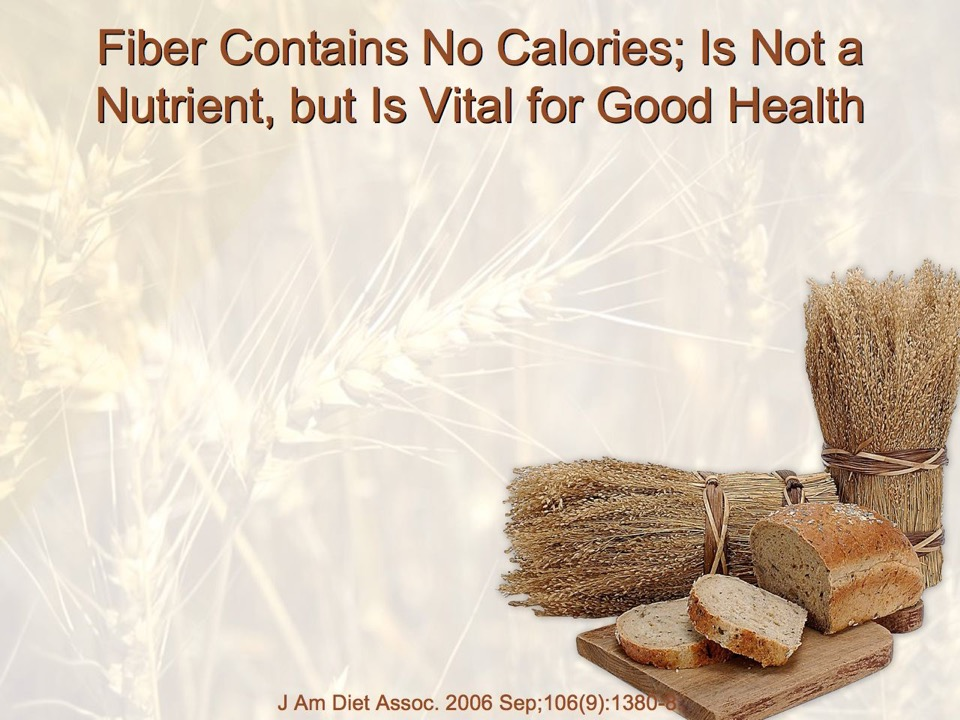 Fiber Contains No Calories; Is Not a
Nutrient, but Is Vital for Good Health
J Am Diet Assoc. 2006 Sep;106(9):1380-8